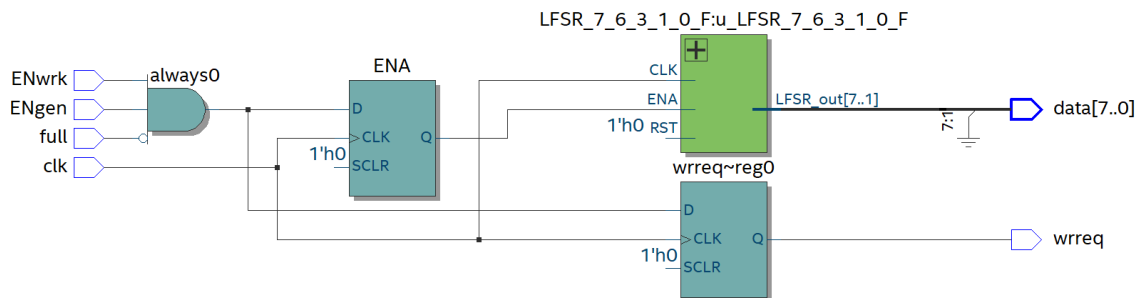 LFSR_7_6_3_1_0_F:u_LFSR_7_6_3_1_0_F
ENwrk
ENgen
full
clk
always0
ENA
D
CLK
1'h0
SCLR
Q
CLK
ENA
1'h0
RST
LFSR_out[7..1]
7:1'
data[7..0]
wrreq~reg0
D
CLK
1'h0
SCLR
Q
wrreq